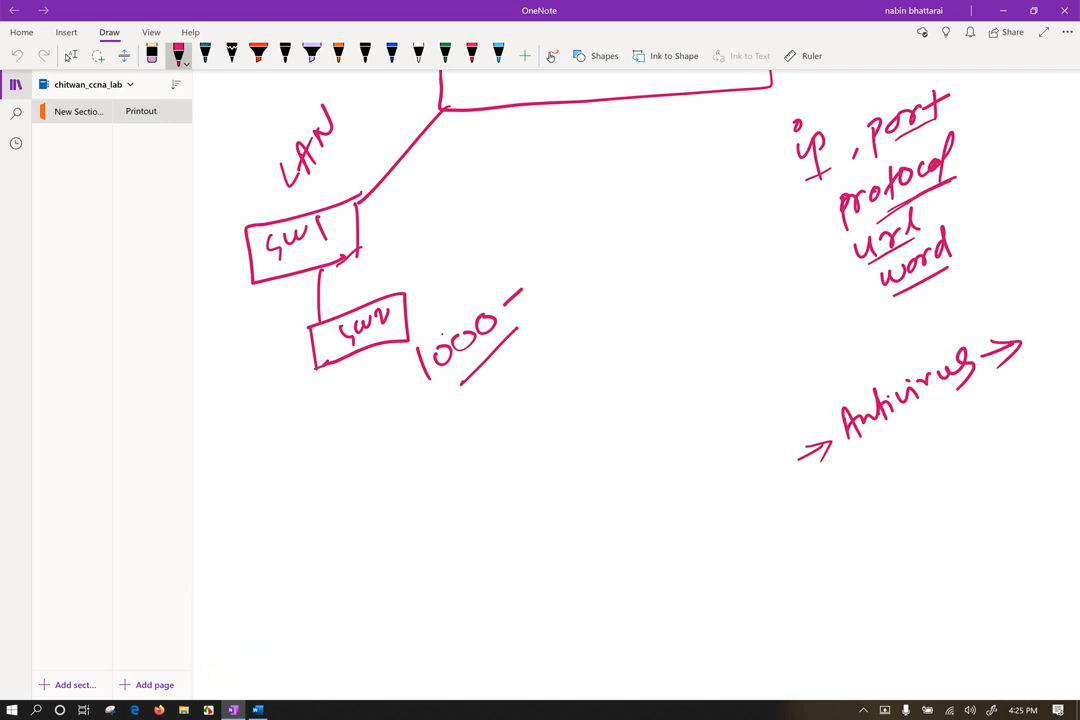 OneNote
nabin bhattarai
Home
Insert
Draw
View
Help
Share
Shapes
Ink to Shape
Ink to Text
Ruler
chitwan_ccna_lab
New Sectio...
Printout
LAN
SW1
SW2
1000
ip, port
protocol
url
word
Antivirus
Add sect...
Add page
4:25 PM